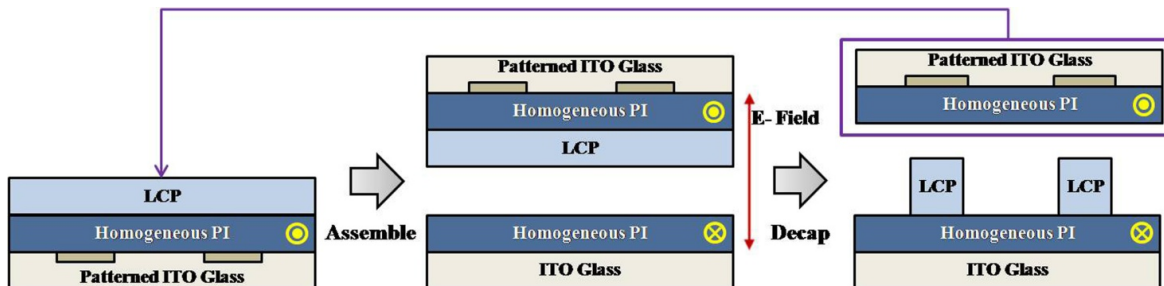 LCP
Homogeneous PI
Patterned ITO Glass
Assemble
Patterned ITO Glass
Homogeneous PI
LCP
Homogeneous PI
ITO Glass
E- Field
Decap
Patterned ITO Glass
Homogeneous PI
LCP LCP
Homogeneous PI
ITO Glass